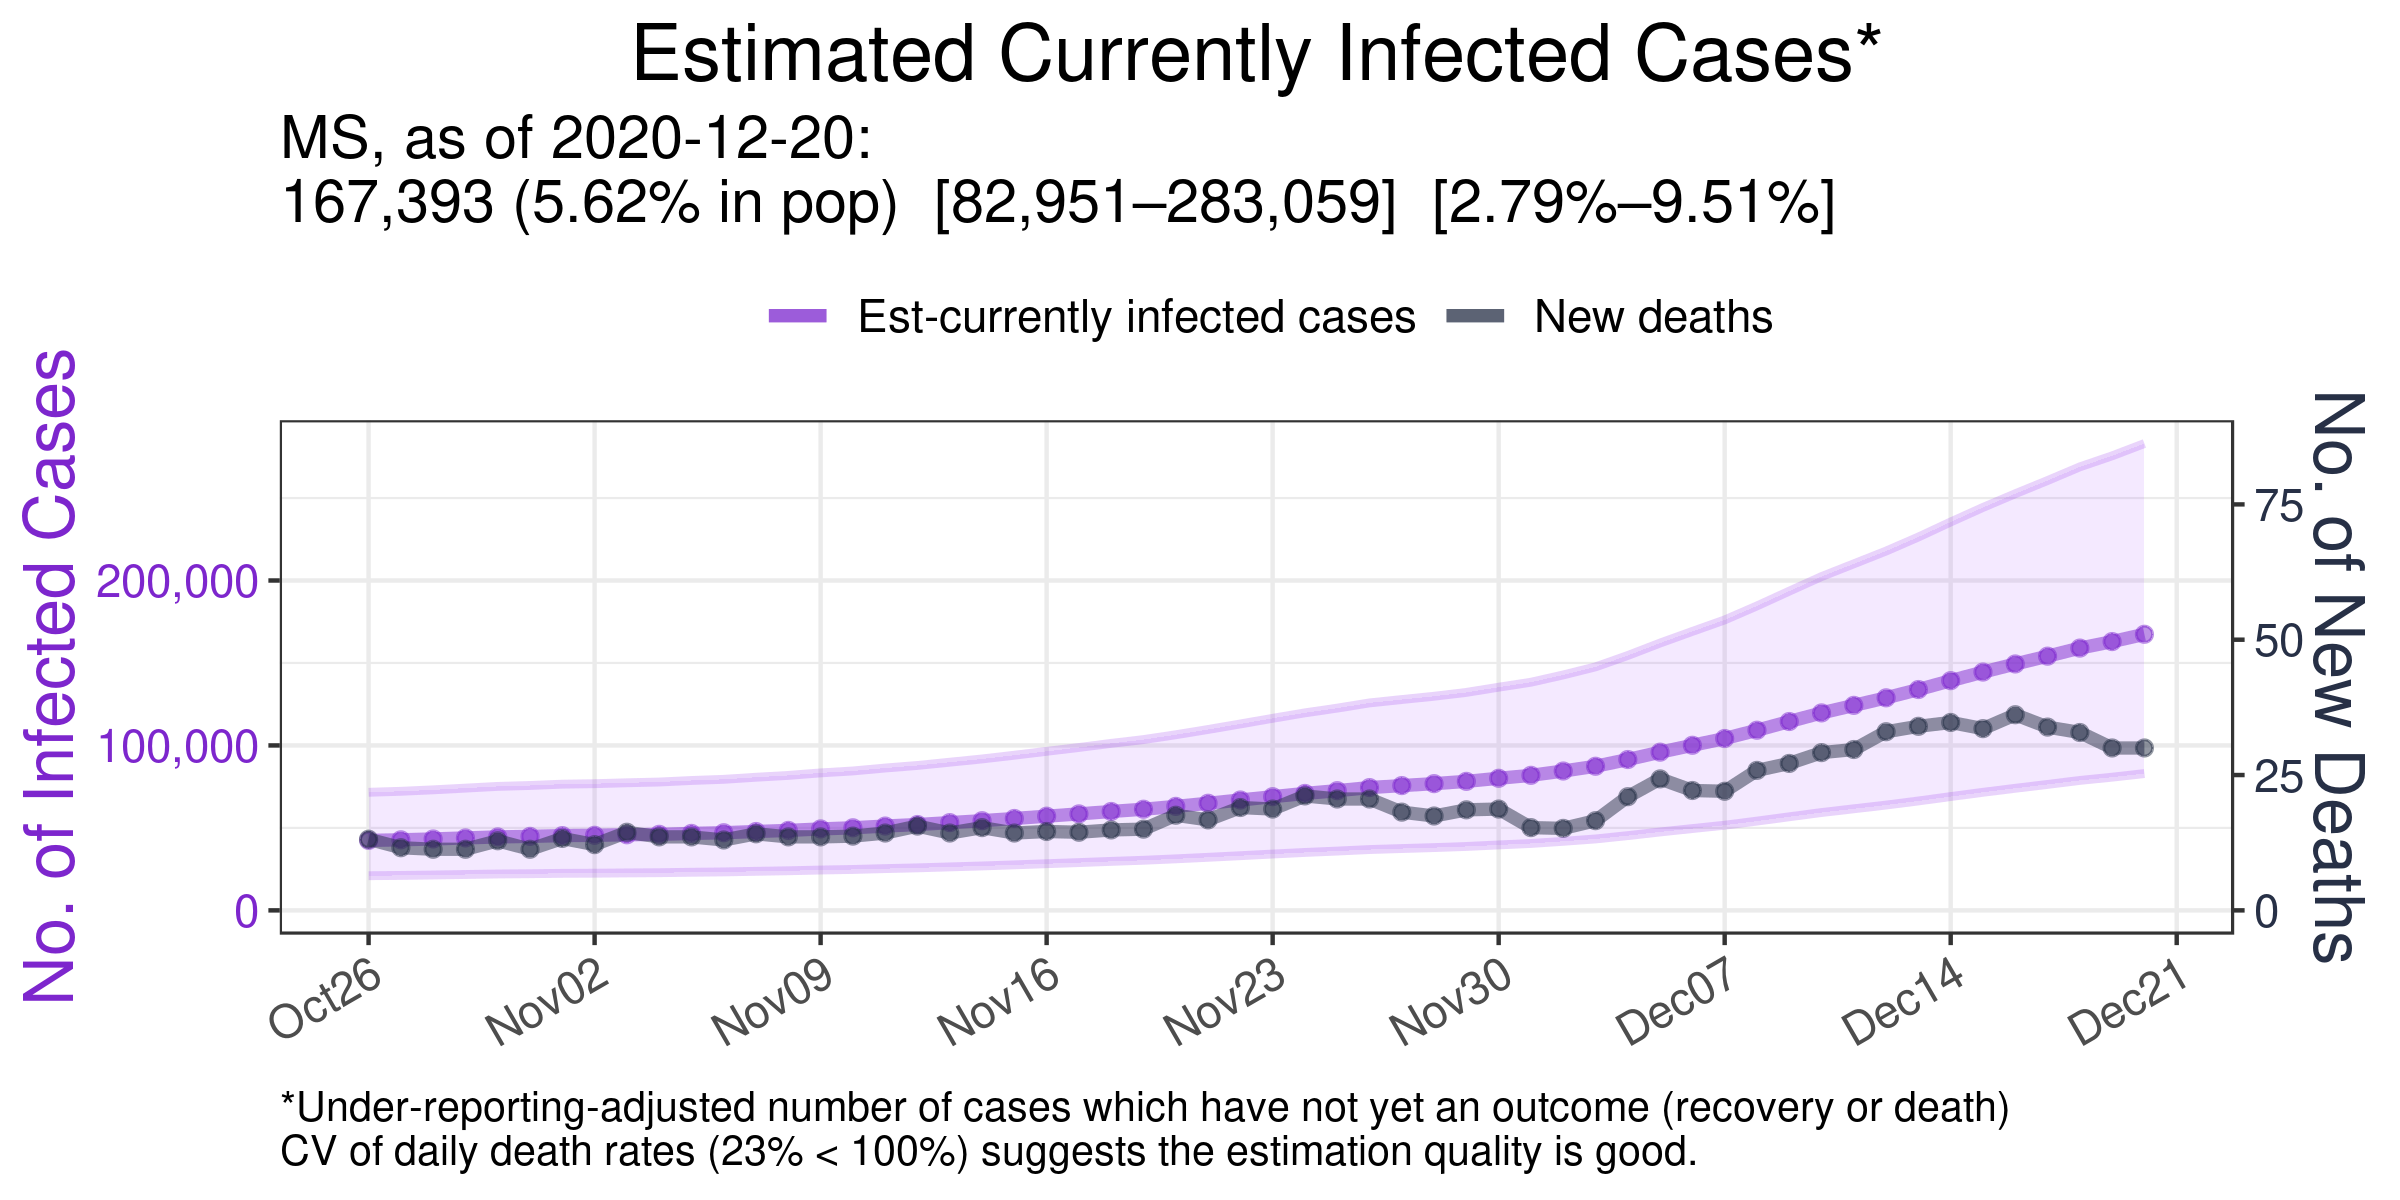 Estimated Currently Infected Cases*
MS, as of 2020-12-20:
167,393 (5.62% in pop)  [82,951–283,059]  [2.79%–9.51%]
Est-currently infected cases
New deaths
No. of Infected Cases
200,000
100,000
0
75
50
25
0
No. of New Deaths
Oct26
Nov02
Nov09
Nov16
Nov23
Nov30
Dec07
Dec14
Dec21
*Under-reporting-adjusted number of cases which have not yet an outcome (recovery or death)
CV of daily death rates (23% < 100%) suggests the estimation quality is good.